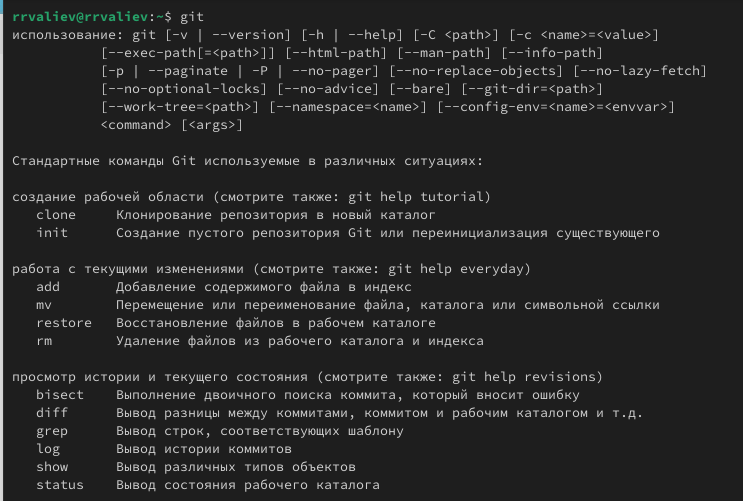 rrvaliev@rrvaliev:~$ git
использование: git [-v | --version] [-h | --help] [-C <path>] [-c <name>=<value>]
[--exec-path[=<path>]] [--html-path] [--man-path] [--info-path]
[-p | --paginate | -P | --no-pager] [--no-replace-objects] [--no-lazy-fetch]
[--no-optional-locks] [--no-advice] [--bare] [--git-dir=<path>]
[--work-tree=<path>] [--namespace=<name>] [--config-env=<name>=<envvar>]
<command> [<args>]
Стандартные команды Git используемые в различных ситуациях:
создание рабочей области (смотрите также: git help tutorial)
clone Клонирование репозитория в новый каталог
init Создание пустого репозитория Git или переинициализация существующего
работа с текущими изменениями (смотрите также: git help everyday)
add Добавление содержимого файла в индекс
mv Перемещение или переименование файла, каталога или символьной ссылки
restore Восстановление файлов в рабочем каталоге
rm Удаление файлов из рабочего каталога и индекса
просмотр истории и текущего состояния (смотрите также: git help revisions)
bisect Выполнение двоичного поиска коммита, который вносит ошибку
diff Вывод разницы между коммитами, коммитом и рабочим каталогом и т.д.
grep Вывод строк, соответствующих шаблону
log Вывод истории коммитов
show Вывод различных типов объектов
status Вывод состояния рабочего каталога